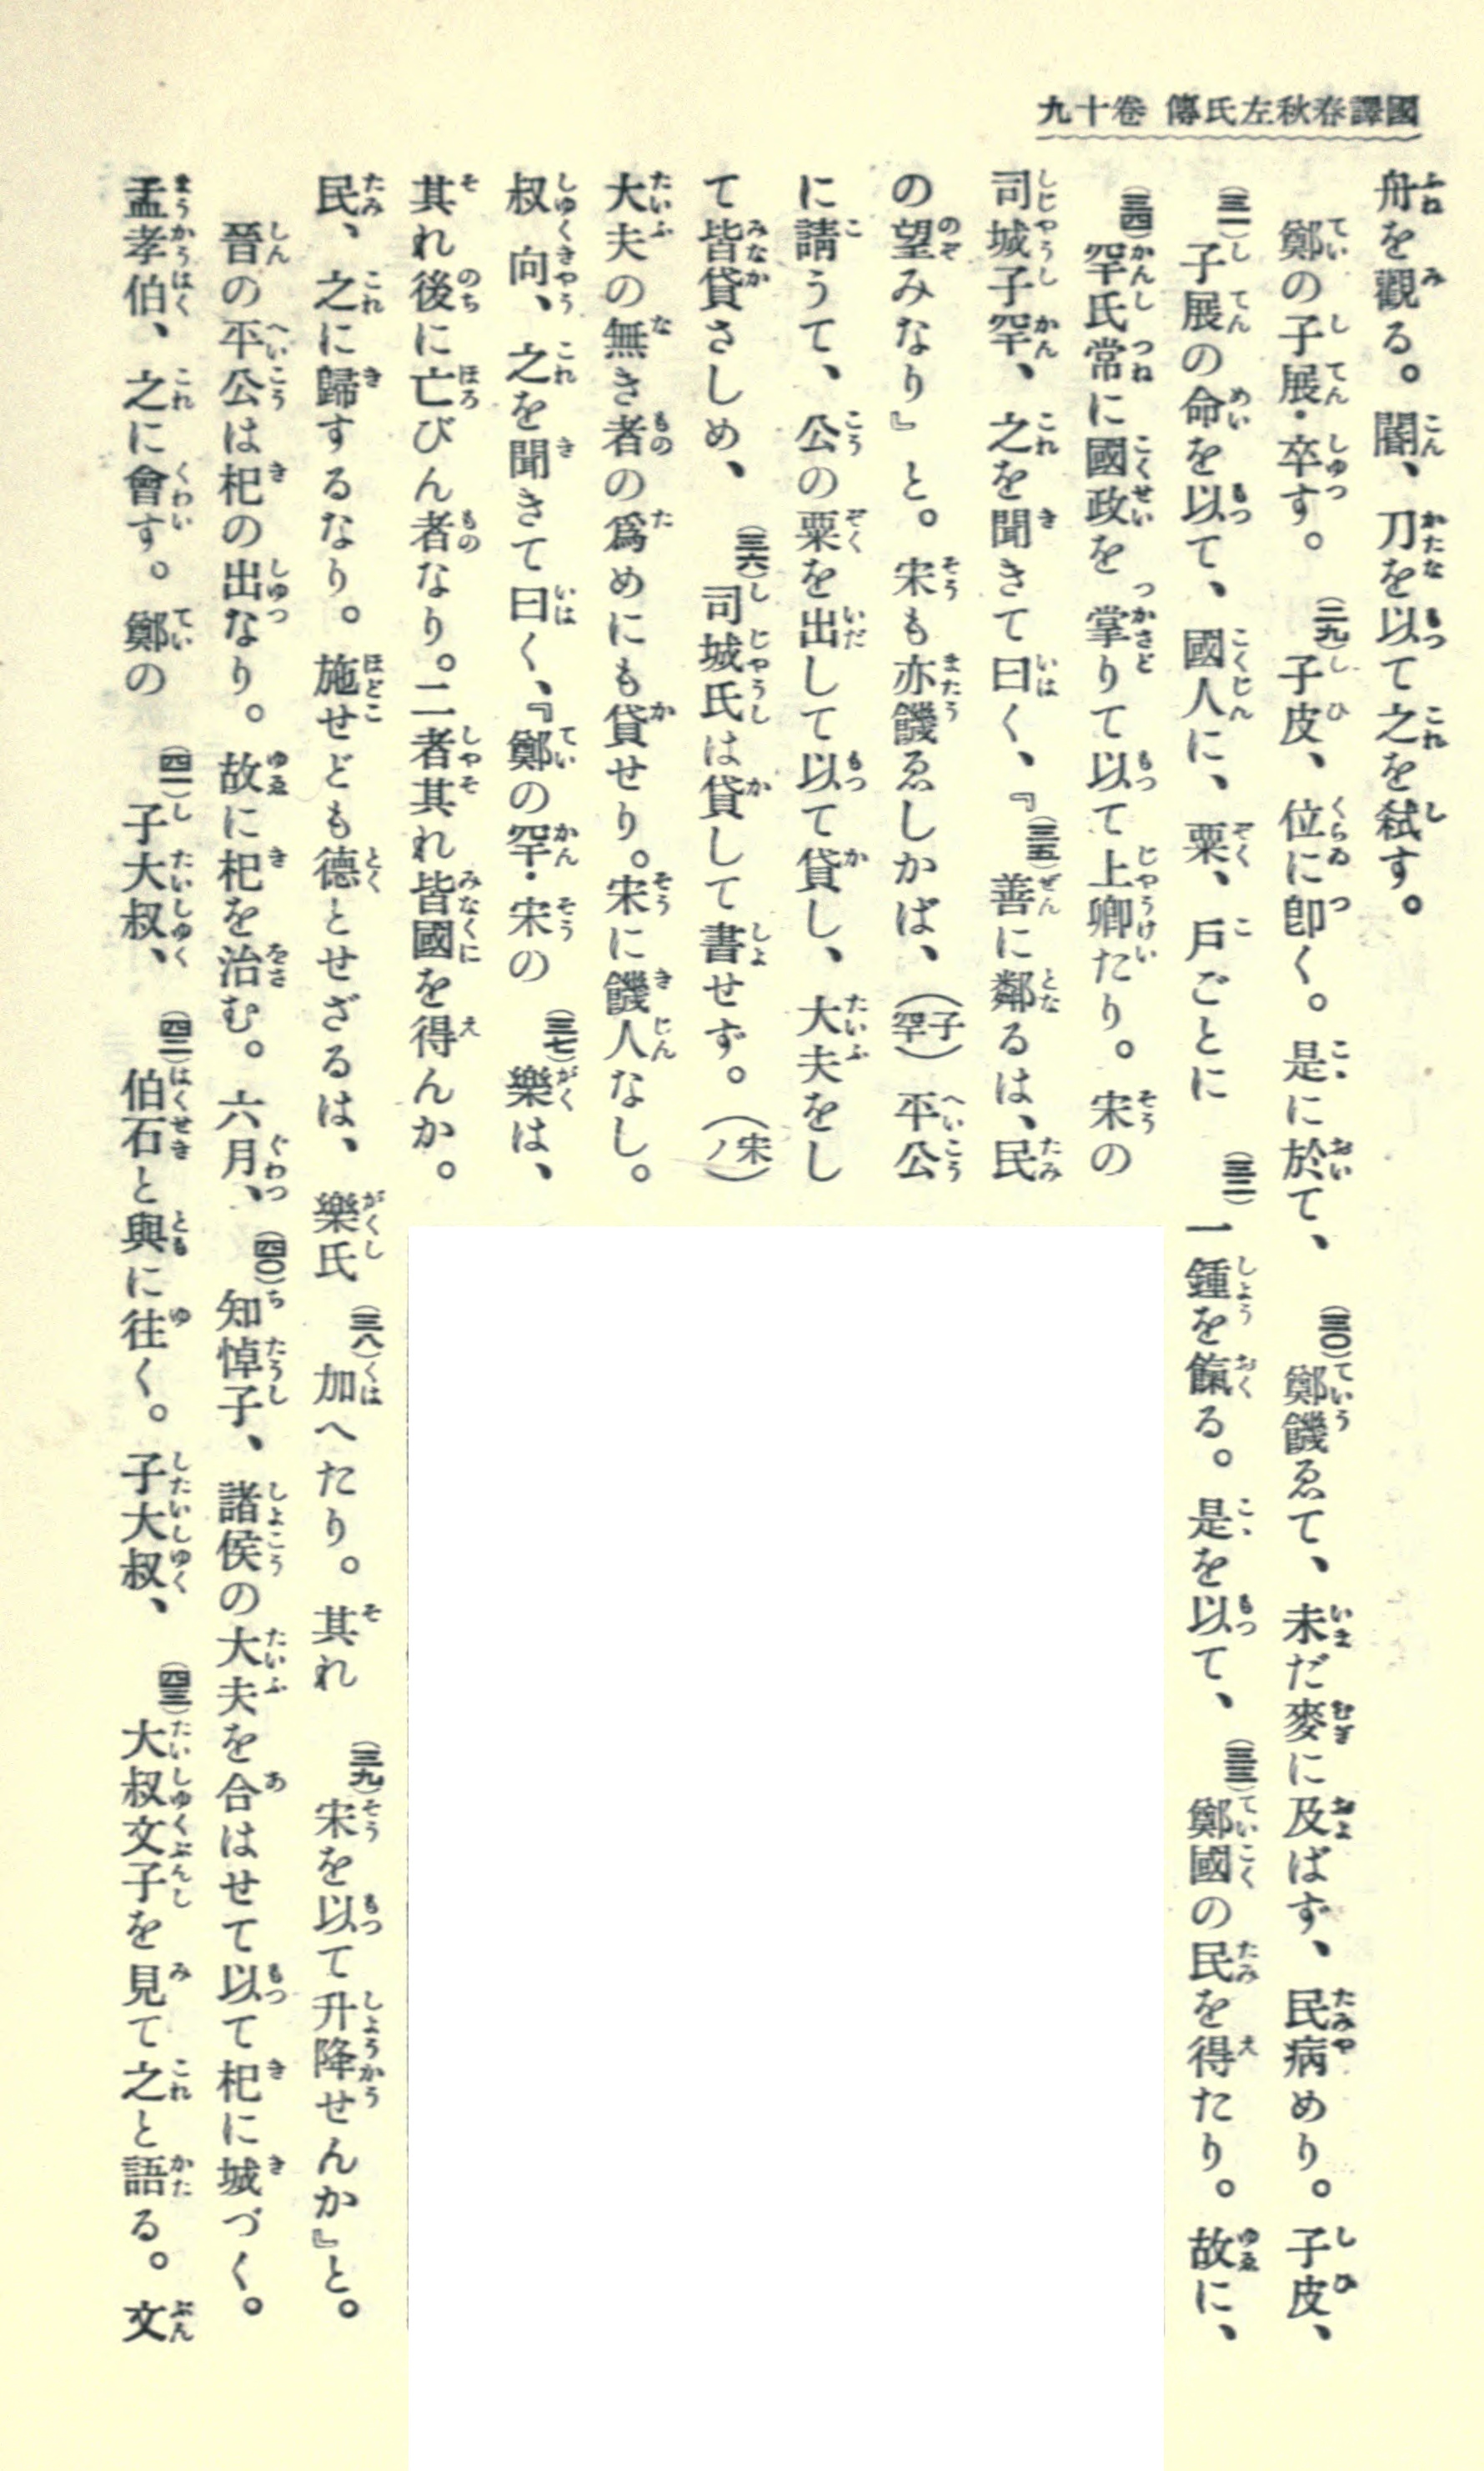 國譯春秋左氏傳 卷十九
舟を觀る。閽、刀を以て之を弑す。
鄭の子展・卒す。(二九)子皮、位に卽く。是に於て、(三〇)鄭饑ゑて、未だ麥に及ばず、民病めり。子皮、
(三一)子展の命を以て、國人に、粟、戶ごとに(三二)一鍾を餼る。是を以て、(三三)鄭國の民を得たり。故に、
(三四)罕氏常に國政を掌りて以て上卿たり。宋の
司城子罕、之を聞きて曰く、『(三五)善に鄰るは、民
の望みなり』と。宋も亦饑ゑしかば、(子罕)平公
に請うて、公の粟を出して以て貸し、大夫をし
て皆貸さしめ、(三六)司城氏は貸して書せず。(宋ノ)
大夫の無き者の爲めにも貸せり。宋に饑人なし。
叔向、之を聞きて曰く、『鄭の罕・宋の(三七)樂は、
其れ後に亡びん者なり。二者其れ皆國を得んか。
民、之に歸するなり。施せども德とせざるは、樂氏(三八)加へたり。其れ(三九)宋を以て升降せんか』と。
晉の平公は杞の出なり。故に杞を治む。六月、(四〇)知悼子、諸侯の大夫を合はせて以て杞に城づく。
孟孝伯、之に會す。鄭の(四一)子大叔、(四二)伯石と與に往く。子大叔、(四三)大叔文子を見て之と語る。文